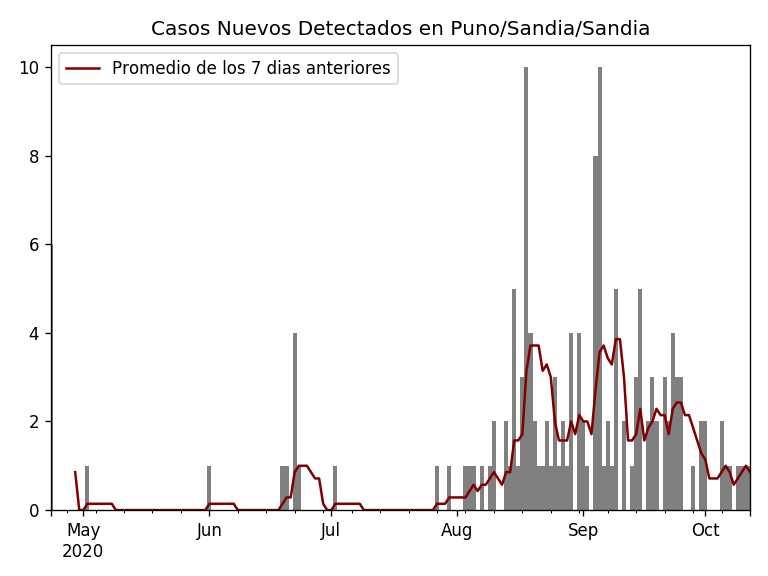 Casos Nuevos Detectados en Puno/Sandia/Sandia
Promedio de los 7 dias anteriores
10
8
6
4
2
0
May Jun Jul Aug Sep Oct
2020